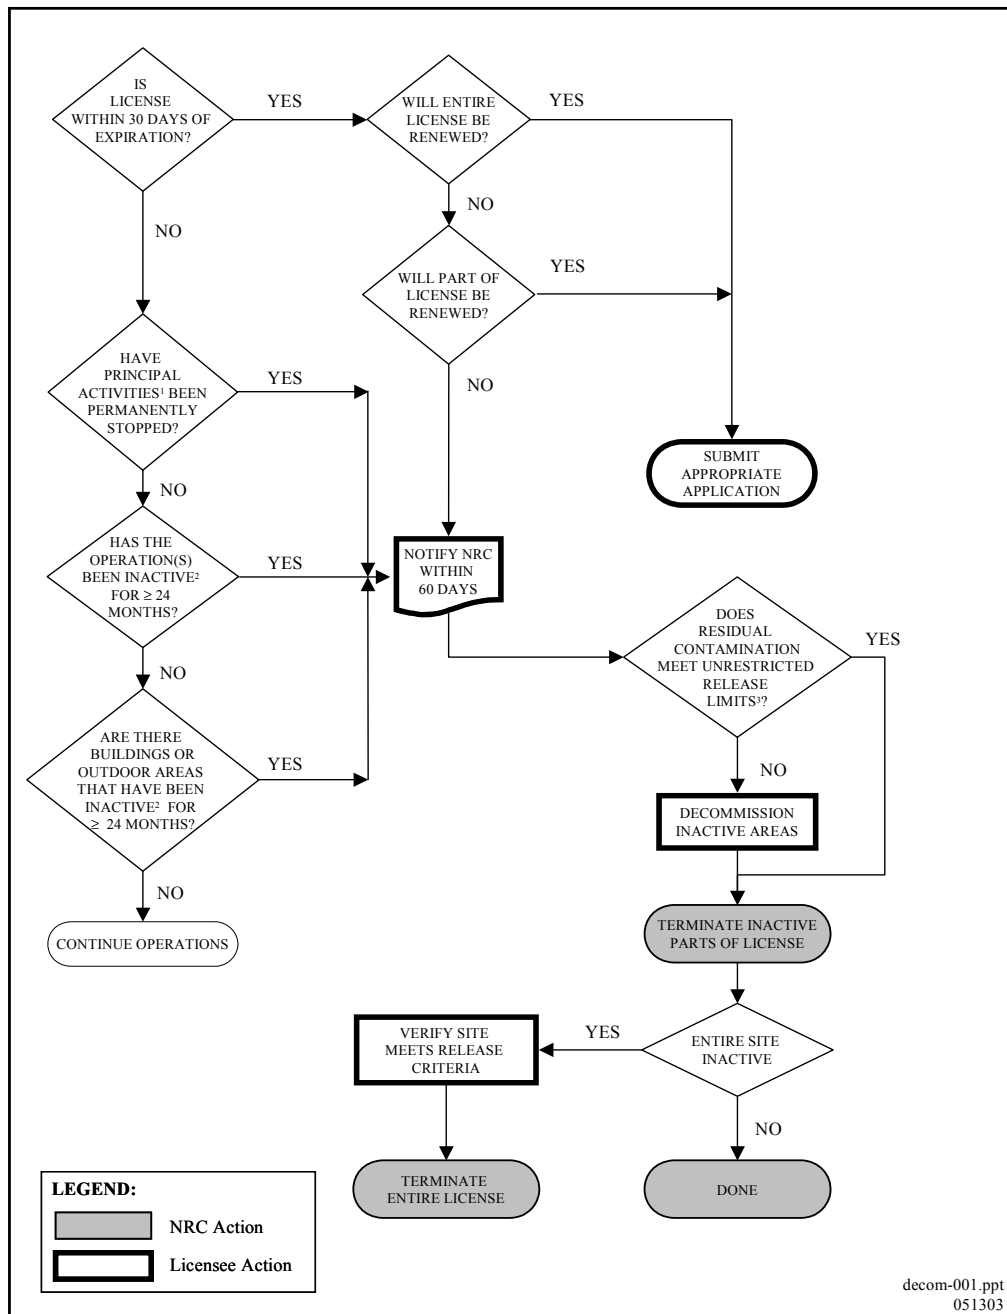 IS
LICENSE
WITHIN 30 DAYS OF
EXPIRATION?
YES
WILL ENTIRE
LICENSE BE
RENEWED?
YES
NO
NO
WILL PART OF
LICENSE BE
RENEWED?
YES
NO
HAVE
PRINCIPAL
ACTIVITIES¹ BEEN
PERMANENTLY
STOPPED?
YES
NO
SUBMIT
APPROPRIATE
APPLICATION
HAS THE
OPERATION(S)
BEEN INACTIVE²
FOR ≥ 24
MONTHS?
YES
NO
NOTIFY NRC
WITHIN
60 DAYS
DOES
RESIDUAL
CONTAMINATION
MEET UNRESTRICTED
RELEASE
LIMITS³?
YES
NO
ARE THERE
BUILDINGS OR
OUTDOOR AREAS
THAT HAVE BEEN
INACTIVE² FOR
≥ 24 MONTHS?
YES
NO
CONTINUE OPERATIONS
DECOMMISSION
INACTIVE AREAS
TERMINATE INACTIVE
PARTS OF LICENSE
ENTIRE SITE
INACTIVE
YES
NO
VERIFY SITE
MEETS RELEASE
CRITERIA
TERMINATE
ENTIRE LICENSE
DONE
LEGEND:
NRC Action
Licensee Action
decom-001.ppt
051303